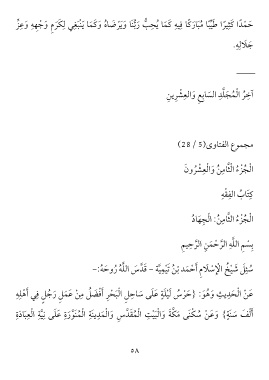 حَمْدًا كَثِيرًا طَيِّبًا مُبَارَكًا فِيهِ كَمَا يُحِبُّ رَبُّنَا وَيَرْضَاهُ وَكَمَا يَنْبَغِي لِكَرَمِ وَجْهِهِ وَعِزِّ
جَلَالِهِ.
آخِرُ الْمُجَلَّدِ السَابِعِ وَالْعِشْرِينِ
مجموع الفتاوى(5 / 28)
الْجُزْءُ الثَّامِنُ وَالْعِشْرُونَ
كِتَابُ الفِقْهِ
الْجُزْءُ الثَّامِنُ: الْجِهَادُ
بِسْمِ اللَّهِ الرَّحْمَنِ الرَّحِيمِ
سُئِلَ شَيْخُ الْإِسْلَامِ أَحْمَد بْنُ تَيْمِيَّةَ - قَدَّسَ اللَّهُ رُوحَهُ:-
عَنْ الْحَدِيثِ وَهُوَ: {حَرْسُ لَيْلَةٍ عَلَى سَاحِلِ الْبَحْرِ أَفْضَلُ مِنْ عَمَلِ رَجُلٍ فِي أَهْلِهِ
أَلْفَ سَنَةٍ} وَعَنْ سُكْنَى مَكَّةَ وَالْبَيْتِ الْمُقَدَّسِ وَالْمَدِينَةِ الْمُنَوَّرَةِ عَلَى نِيَّةِ الْعِبَادَةِ
٥٨